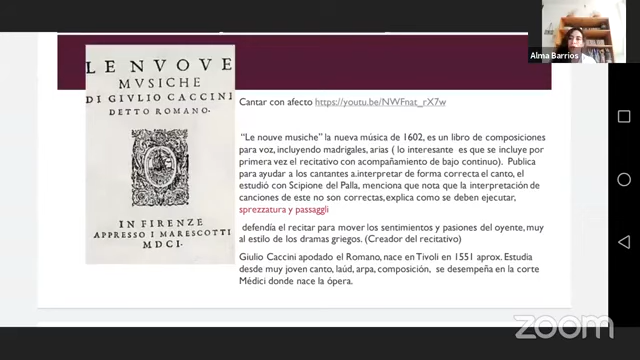 Alma Barrios
LE NVOVE
MVSICHE
DI GIVLIO CACCINI
DETTO ROMANO.
IN FIRENZE
APPRESSO I MARESCOTTI
MDCI.
Cantar con afecto https://youtu.be/NWFnat_rX7w
"Le nouve musiche" la nueva música de 1602, es un libro de composiciones
para voz, incluyendo madrigales, arias ( lo interesante es que se incluye por
primera vez el recitativo con acompañamiento de bajo continuo). Publica
para ayudar a los cantantes a.interpretar de forma correcta el canto, el
estudió con Scipione del Palla, menciona que nota que la interpretación de
canciones de este no son correctas, explica como se deben ejecutar,
sprezzatura y passaggli
defendía el recitar para mover los sentimientos y pasiones del oyente, muy
al estilo de los dramas griegos. (Creador del recitativo)
Giulio Caccini apodado el Romano, nace en Tivoli en 1551 aprox. Estudia
desde muy joven canto, laúd, arpa, composición, se desempeña en la corte
Médici donde nace la ópera.
zoom